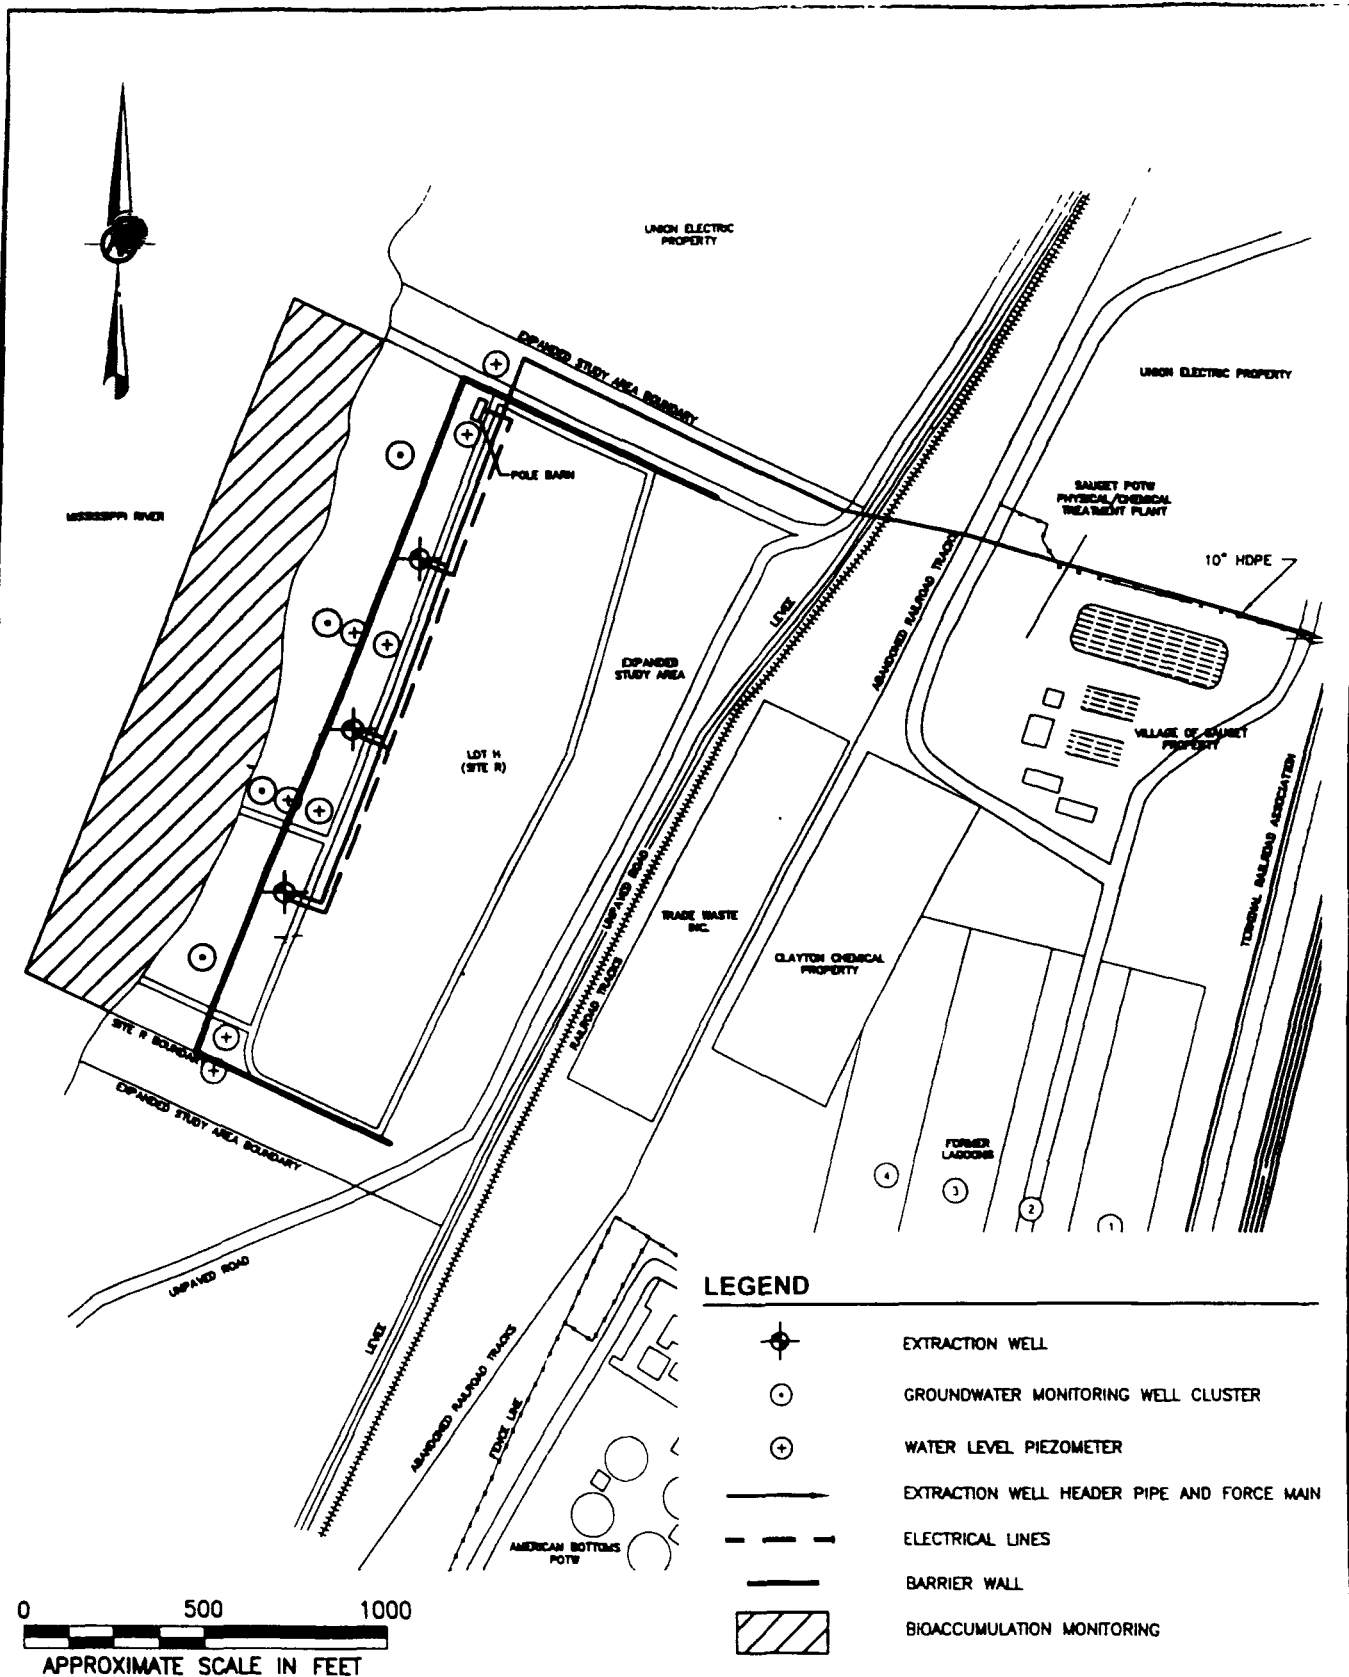 UNION ELECTRIC
PROPERTY
EXPANDED STUDY AREA BOUNDARY
UNION ELECTRIC PROPERTY
POLE BARN
MISSISSIPPI RIVER
SAUGET POTW
PHYSICAL/CHEMICAL
TREATMENT PLANT
10" HDPE
ABANDONED RAILROAD TRACKS
LEVEE
EXPANDED
STUDY AREA
LOT H
(SITE R)
VILLAGE OF SAUGET
PROPERTY
TERMINAL RAILROAD ASSOCIATION
UNPAVED ROAD
TRADE WASTE
INC.
CLAYTON CHEMICAL
PROPERTY
RAILROAD TRACKS
SITE R BOUNDARY
EXPANDED STUDY AREA BOUNDARY
FORMER
LAGOONS
4
3
2
1
UNPAVED ROAD
LEVEE
ABANDONED RAILROAD TRACKS
FENCE LINE
AMERICAN BOTTOMS
POTW
LEGEND
EXTRACTION WELL
GROUNDWATER MONITORING WELL CLUSTER
WATER LEVEL PIEZOMETER
EXTRACTION WELL HEADER PIPE AND FORCE MAIN
ELECTRICAL LINES
BARRIER WALL
BIOACCUMULATION MONITORING
0 500 1000
APPROXIMATE SCALE IN FEET